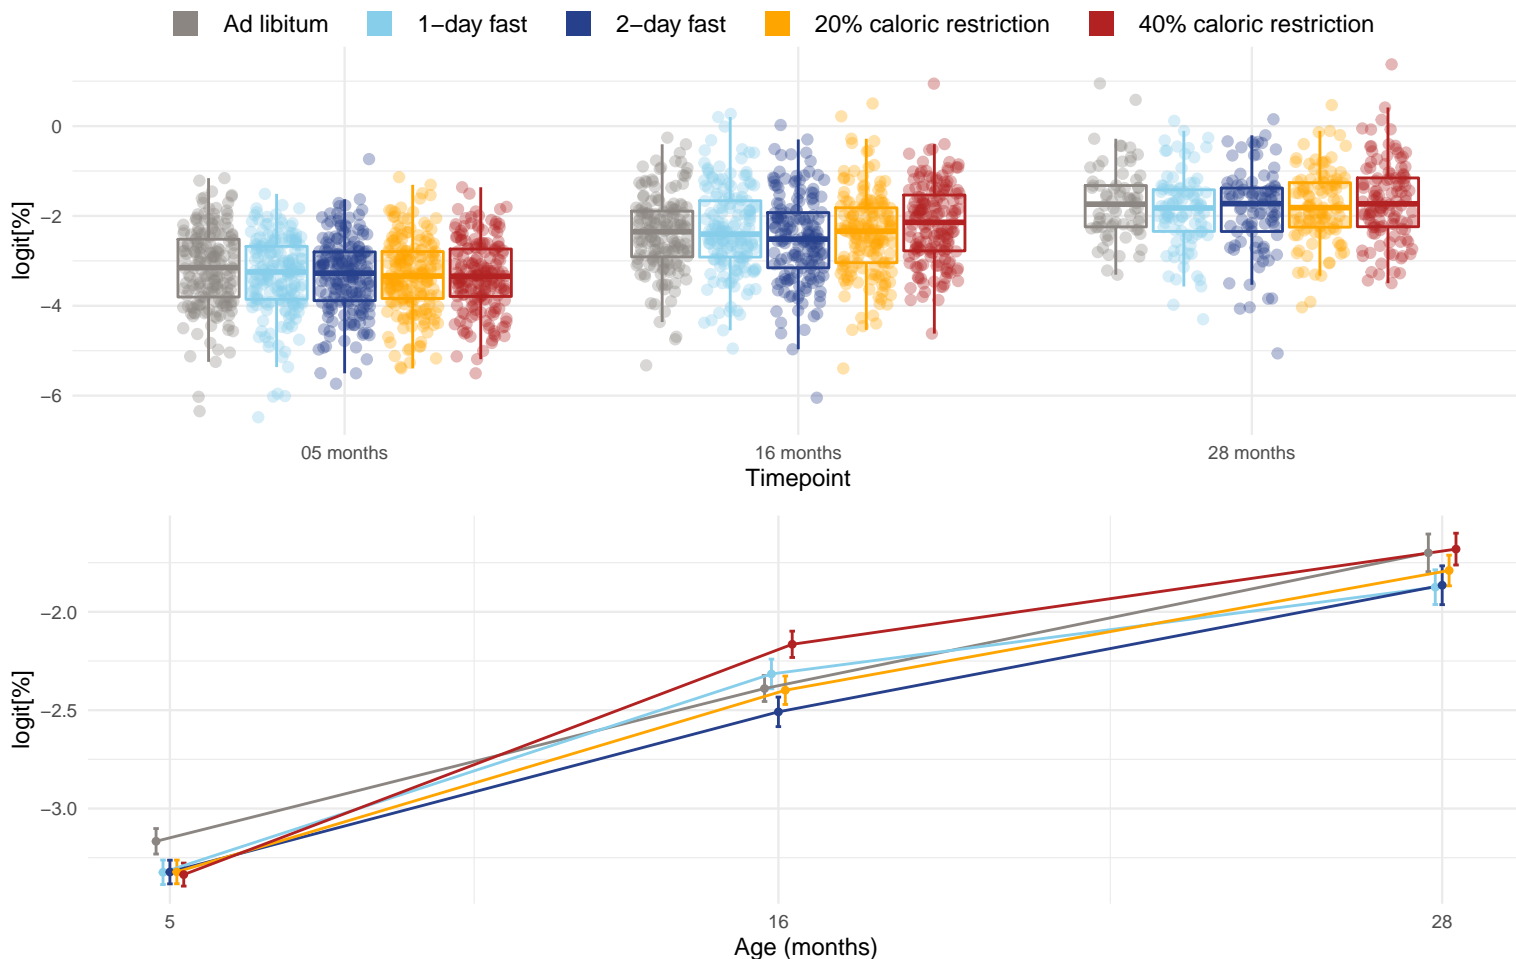 Ad libitum 1−day fast 2−day fast 20% caloric restriction 40% caloric restriction
logit[%]
0
−2
−4
−6
05 months 16 months 28 months
Timepoint
logit[%]
−2.0
−2.5
−3.0
5 16 28
Age (months)